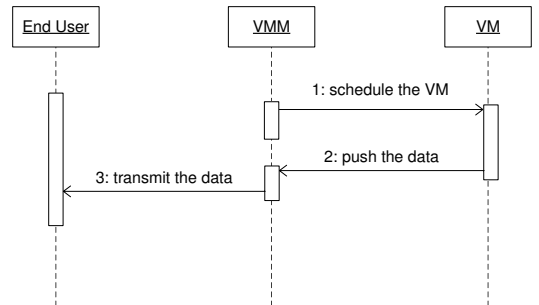 End User
VMM
VM
1: schedule the VM
2: push the data
3: transmit the data